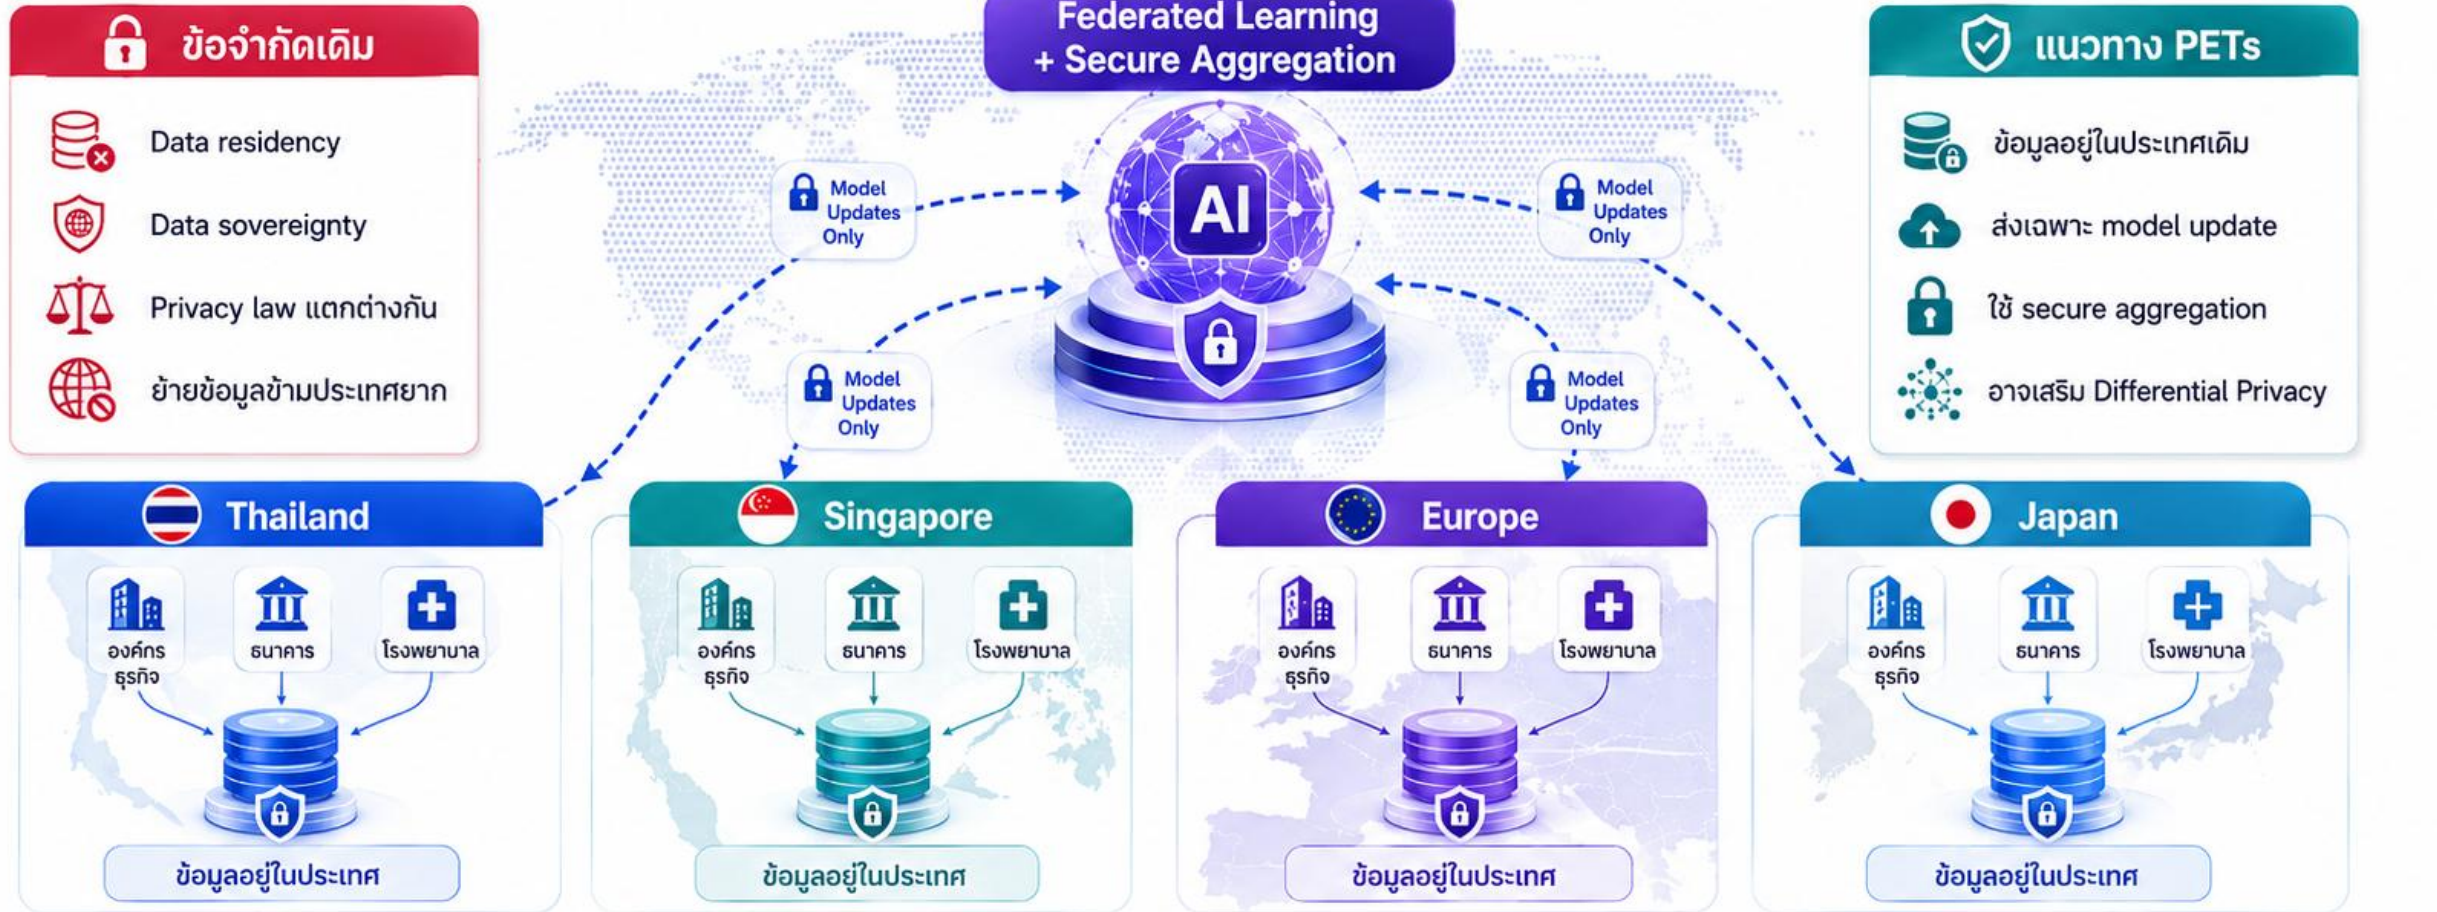 ข้อจำกัดเดิม
Data residency
Data sovereignty
Privacy law แตกต่างกัน
ย้ายข้อมูลข้ามประเทศยาก
Federated Learning
+ Secure Aggregation
AI
Model
Updates
Only
Model
Updates
Only
Model
Updates
Only
Model
Updates
Only
แนวทาง PETs
ข้อมูลอยู่ในประเทศเดิม
ส่งเฉพาะ model update
ใช้ secure aggregation
อาจเสริม Differential Privacy
Thailand
องค์กร
ธุรกิจ
ธนาคาร
โรงพยาบาล
ข้อมูลอยู่ในประเทศ
Singapore
องค์กร
ธุรกิจ
ธนาคาร
โรงพยาบาล
ข้อมูลอยู่ในประเทศ
Europe
องค์กร
ธุรกิจ
ธนาคาร
โรงพยาบาล
ข้อมูลอยู่ในประเทศ
Japan
องค์กร
ธุรกิจ
ธนาคาร
โรงพยาบาล
ข้อมูลอยู่ในประเทศ